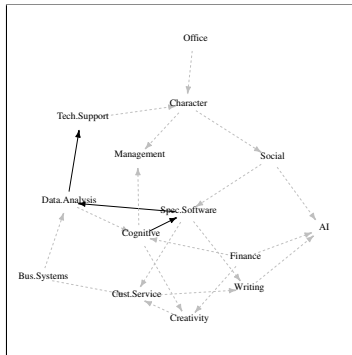 Office
Character
Tech.Support
Management
Social
Data.Analysis
Spec.Software
Cognitive
AI
Finance
Bus.Systems
Writing
Cust.Service
Creativity